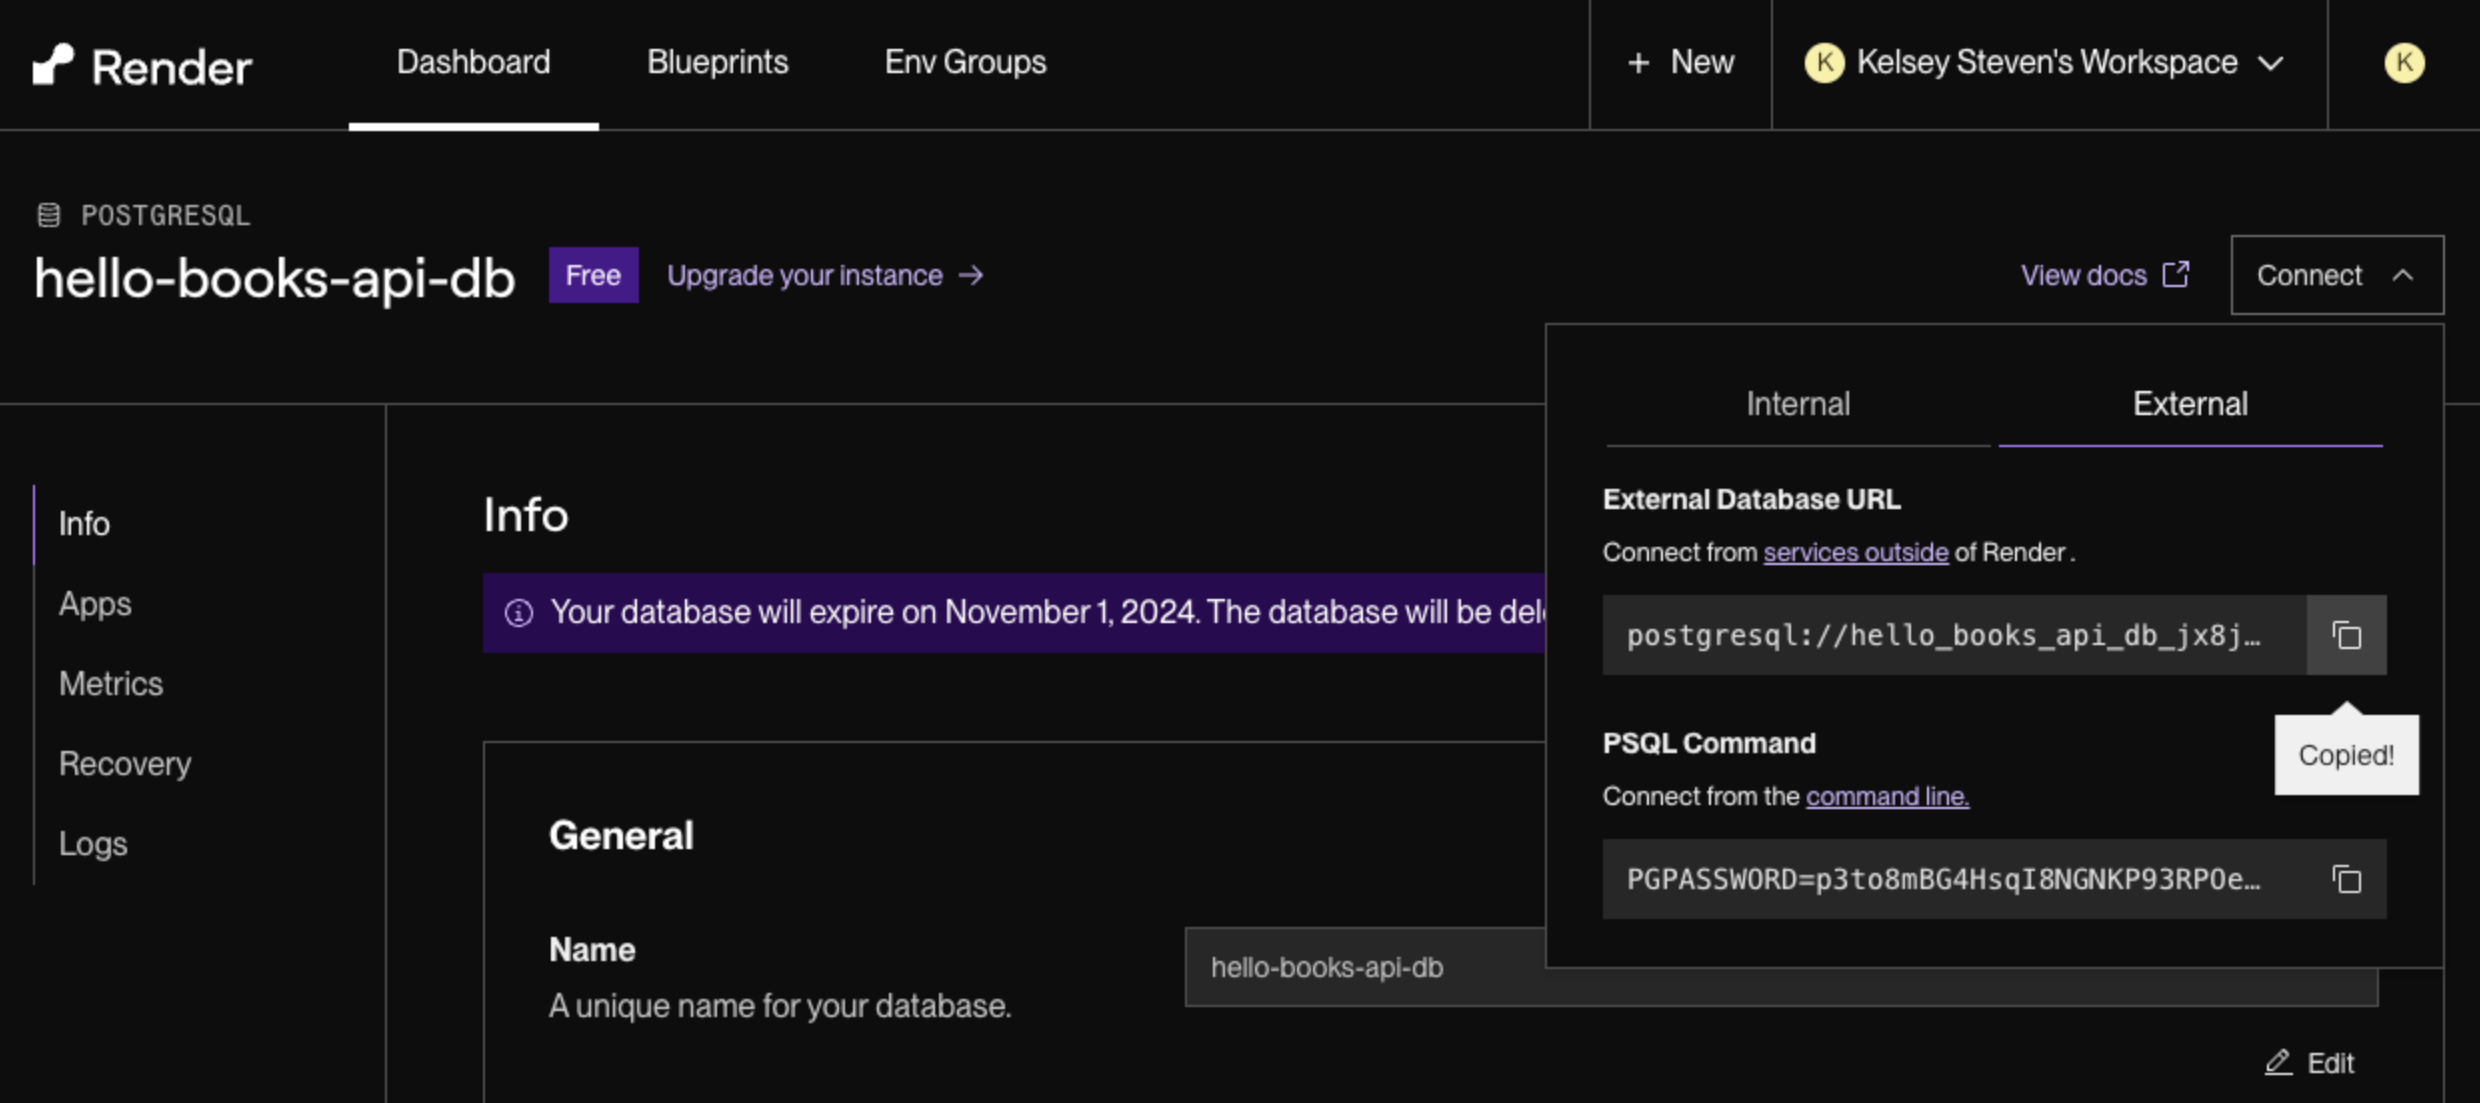 Render
Dashboard
Blueprints
Env Groups
+ New
K
Kelsey Steven's Workspace
K
POSTGRESQL
hello-books-api-db
Free
Upgrade your instance →
View docs
Connect
Internal
External
External Database URL
Connect from services outside of Render .
postgresql://hello_books_api_db_jx8j…
Copied!
PSQL Command
Connect from the command line.
PGPASSWORD=p3to8mBG4HsqI8NGNKP93RPOe…
Info
Apps
Metrics
Recovery
Logs
Info
Your database will expire on November 1, 2024. The database will be
General
Name
A unique name for your database.
hello-books-api-db
Edit